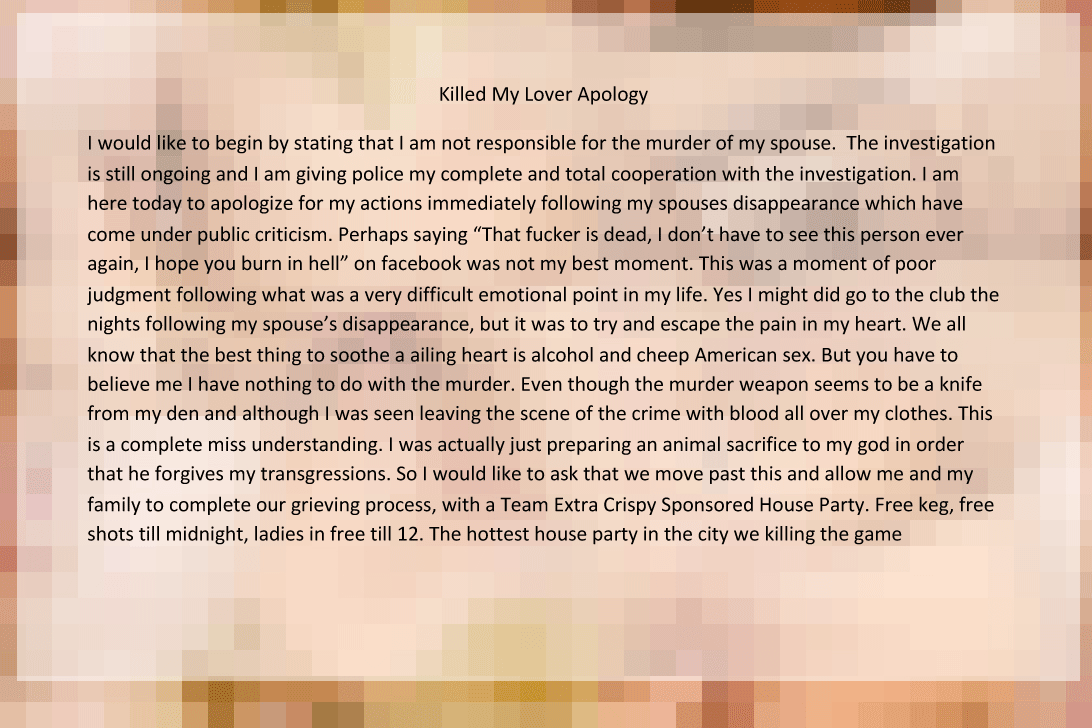 Killed My Lover Apology
I would like to begin by stating that I am not responsible for the murder of my spouse.  The investigation
is still ongoing and I am giving police my complete and total cooperation with the investigation. I am
here today to apologize for my actions immediately following my spouses disappearance which have
come under public criticism. Perhaps saying “That fucker is dead, I don’t have to see this person ever
again, I hope you burn in hell” on facebook was not my best moment. This was a moment of poor
judgment following what was a very difficult emotional point in my life. Yes I might did go to the club the
nights following my spouse’s disappearance, but it was to try and escape the pain in my heart. We all
know that the best thing to soothe a ailing heart is alcohol and cheep American sex. But you have to
believe me I have nothing to do with the murder. Even though the murder weapon seems to be a knife
from my den and although I was seen leaving the scene of the crime with blood all over my clothes. This
is a complete miss understanding. I was actually just preparing an animal sacrifice to my god in order
that he forgives my transgressions. So I would like to ask that we move past this and allow me and my
family to complete our grieving process, with a Team Extra Crispy Sponsored House Party. Free keg, free
shots till midnight, ladies in free till 12. The hottest house party in the city we killing the game